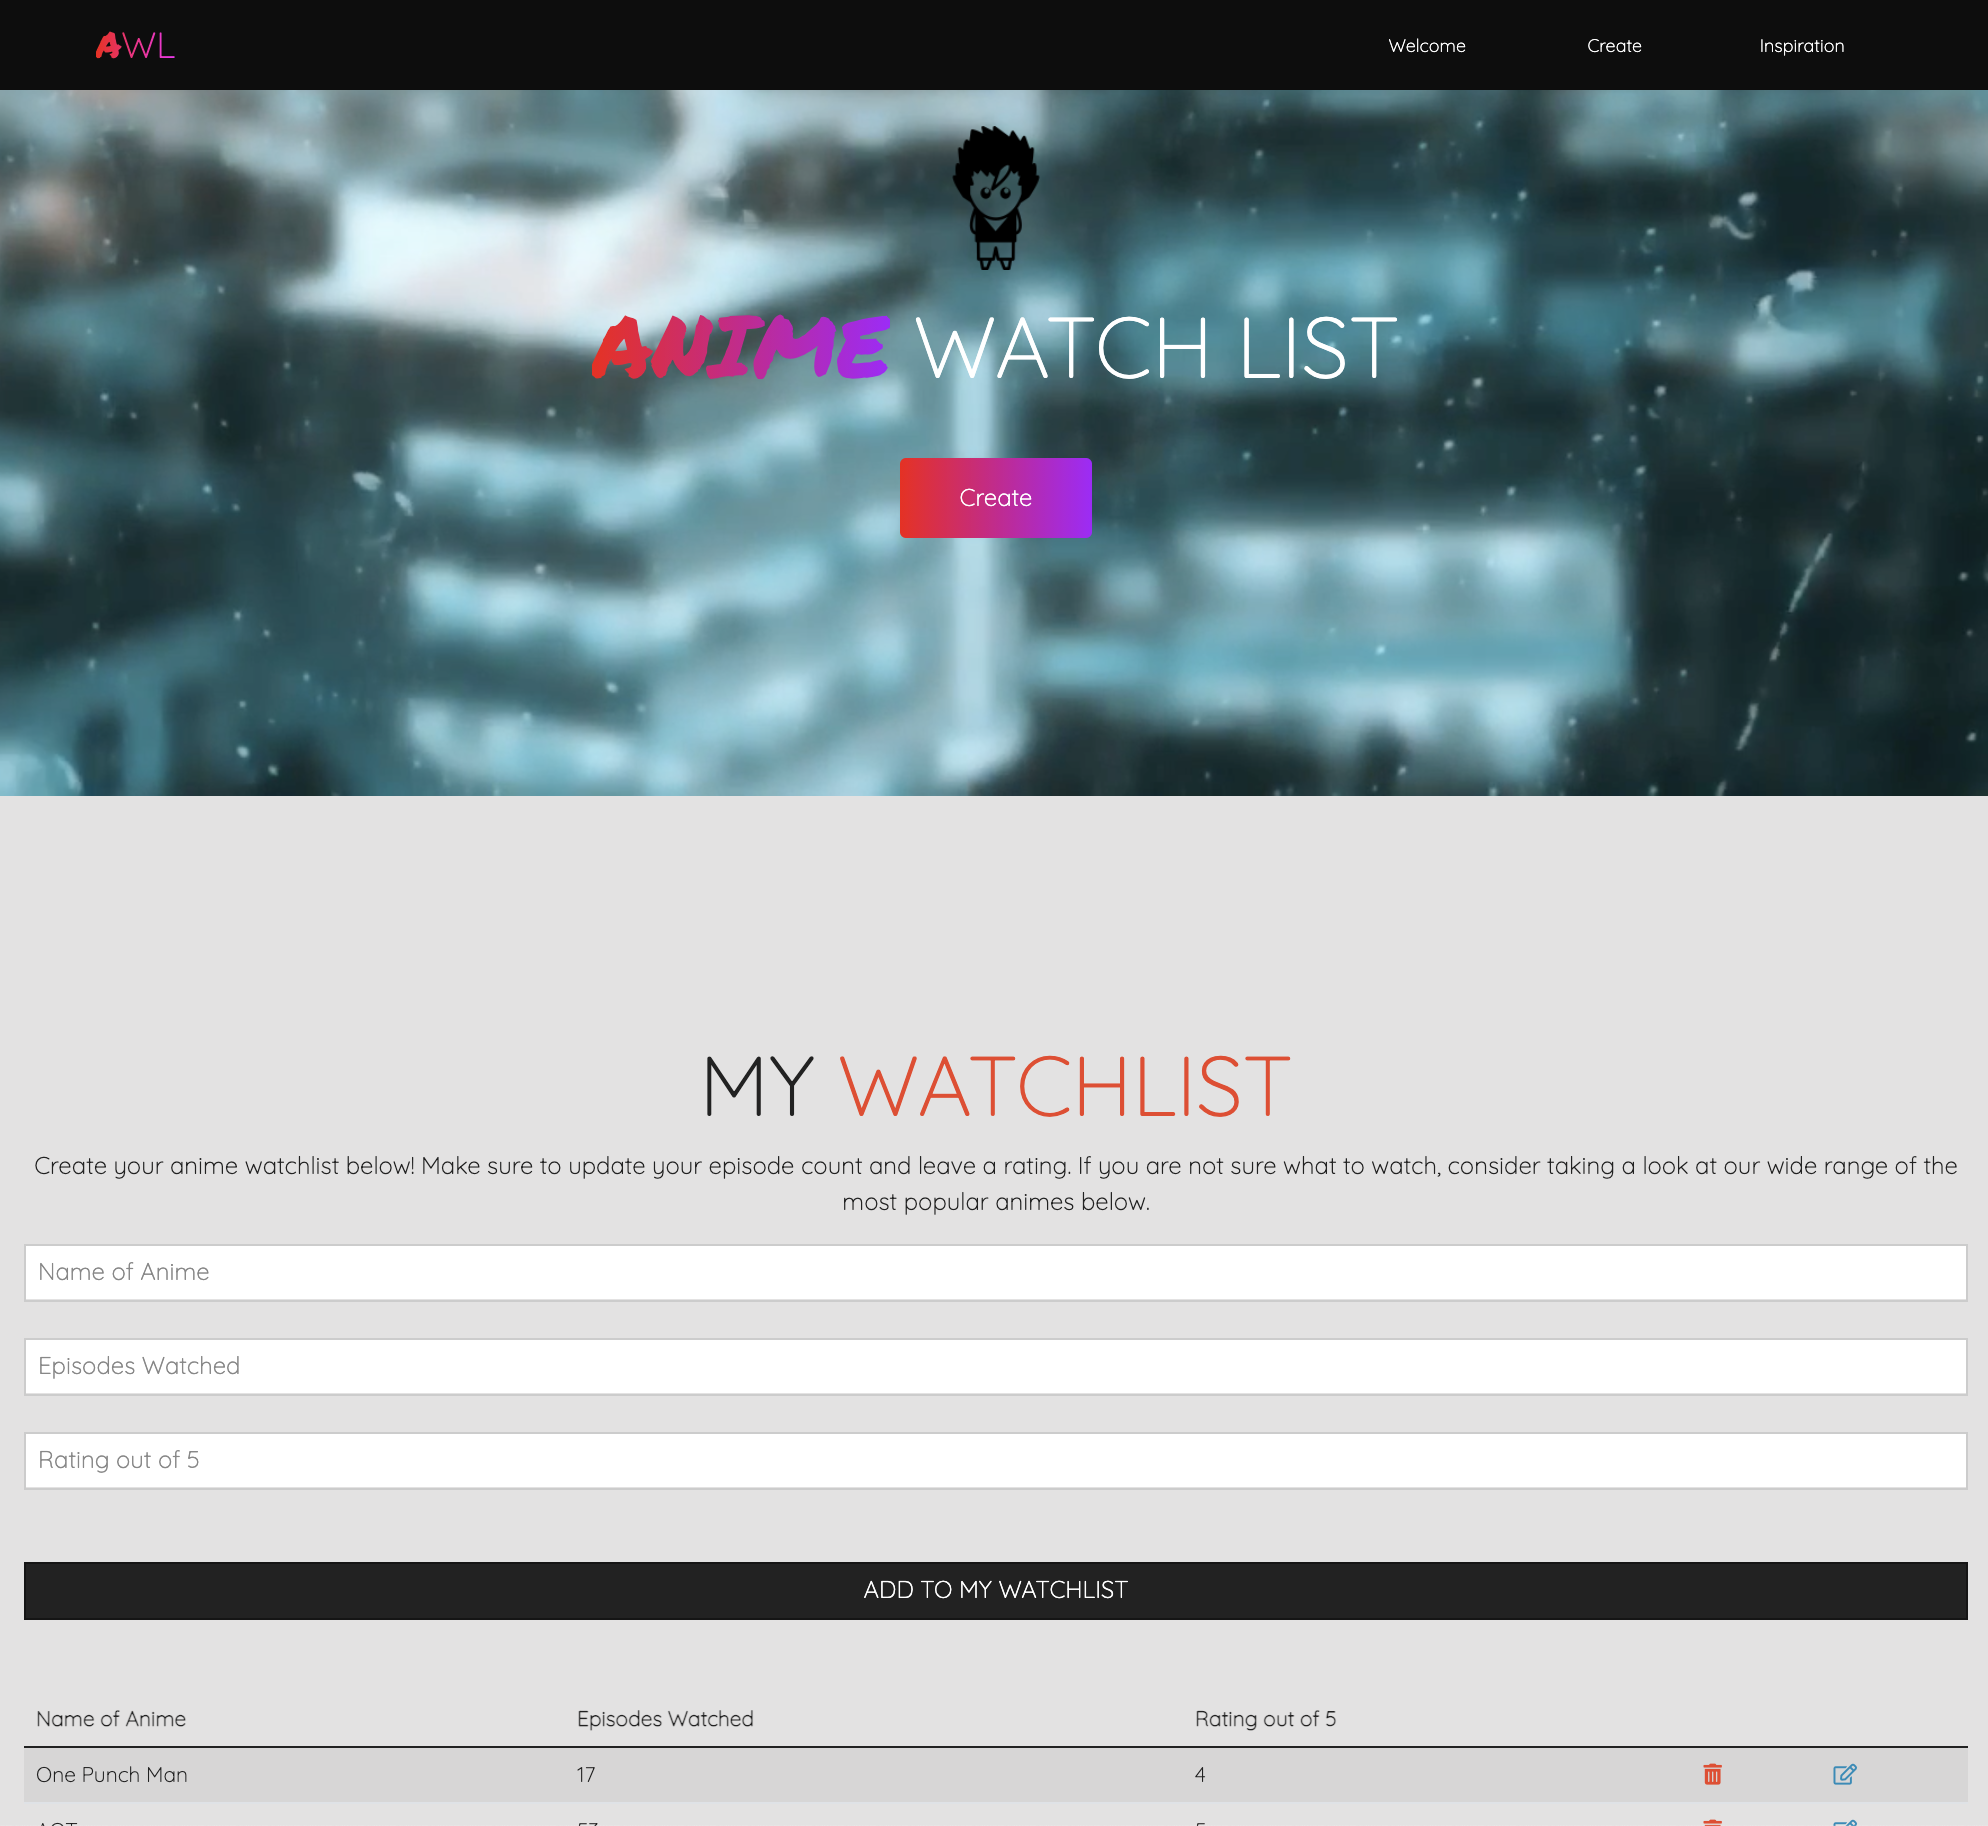 AWL
Welcome
Create
Inspiration
ANIME WATCH LIST
Create
MY WATCHLIST
Create your anime watchlist below! Make sure to update your episode count and leave a rating. If you are not sure what to watch, consider taking a look at our wide range of the
most popular animes below.
Name of Anime
Episodes Watched
Rating out of 5
ADD TO MY WATCHLIST
Name of Anime Episodes Watched Rating out of 5
One Punch Man 17 4